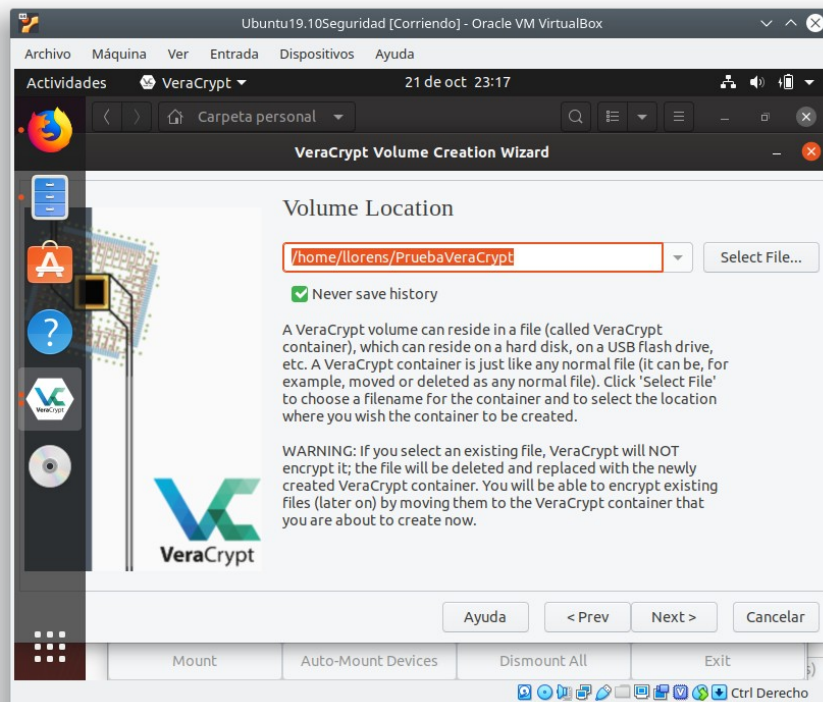 Ubuntu19.10Seguridad [Corriendo] - Oracle VM VirtualBox
Archivo Máquina Ver Entrada Dispositivos Ayuda
Actividades VeraCrypt 21 de oct 23:17
Carpeta personal
VeraCrypt Volume Creation Wizard
Volume Location
/home/llorens/PruebaVeraCrypt Select File...
Never save history
A VeraCrypt volume can reside in a file (called VeraCrypt
container), which can reside on a hard disk, on a USB flash drive,
etc. A VeraCrypt container is just like any normal file (it can be, for
example, moved or deleted as any normal file). Click 'Select File'
to choose a filename for the container and to select the location
where you wish the container to be created.
WARNING: If you select an existing file, VeraCrypt will NOT
encrypt it; the file will be deleted and replaced with the newly
created VeraCrypt container. You will be able to encrypt existing
files (later on) by moving them to the VeraCrypt container that
you are about to create now.
VeraCrypt
VeraCrypt
Ayuda < Prev Next > Cancelar
Mount Auto-Mount Devices Dismount All Exit s)
Ctrl Derecho